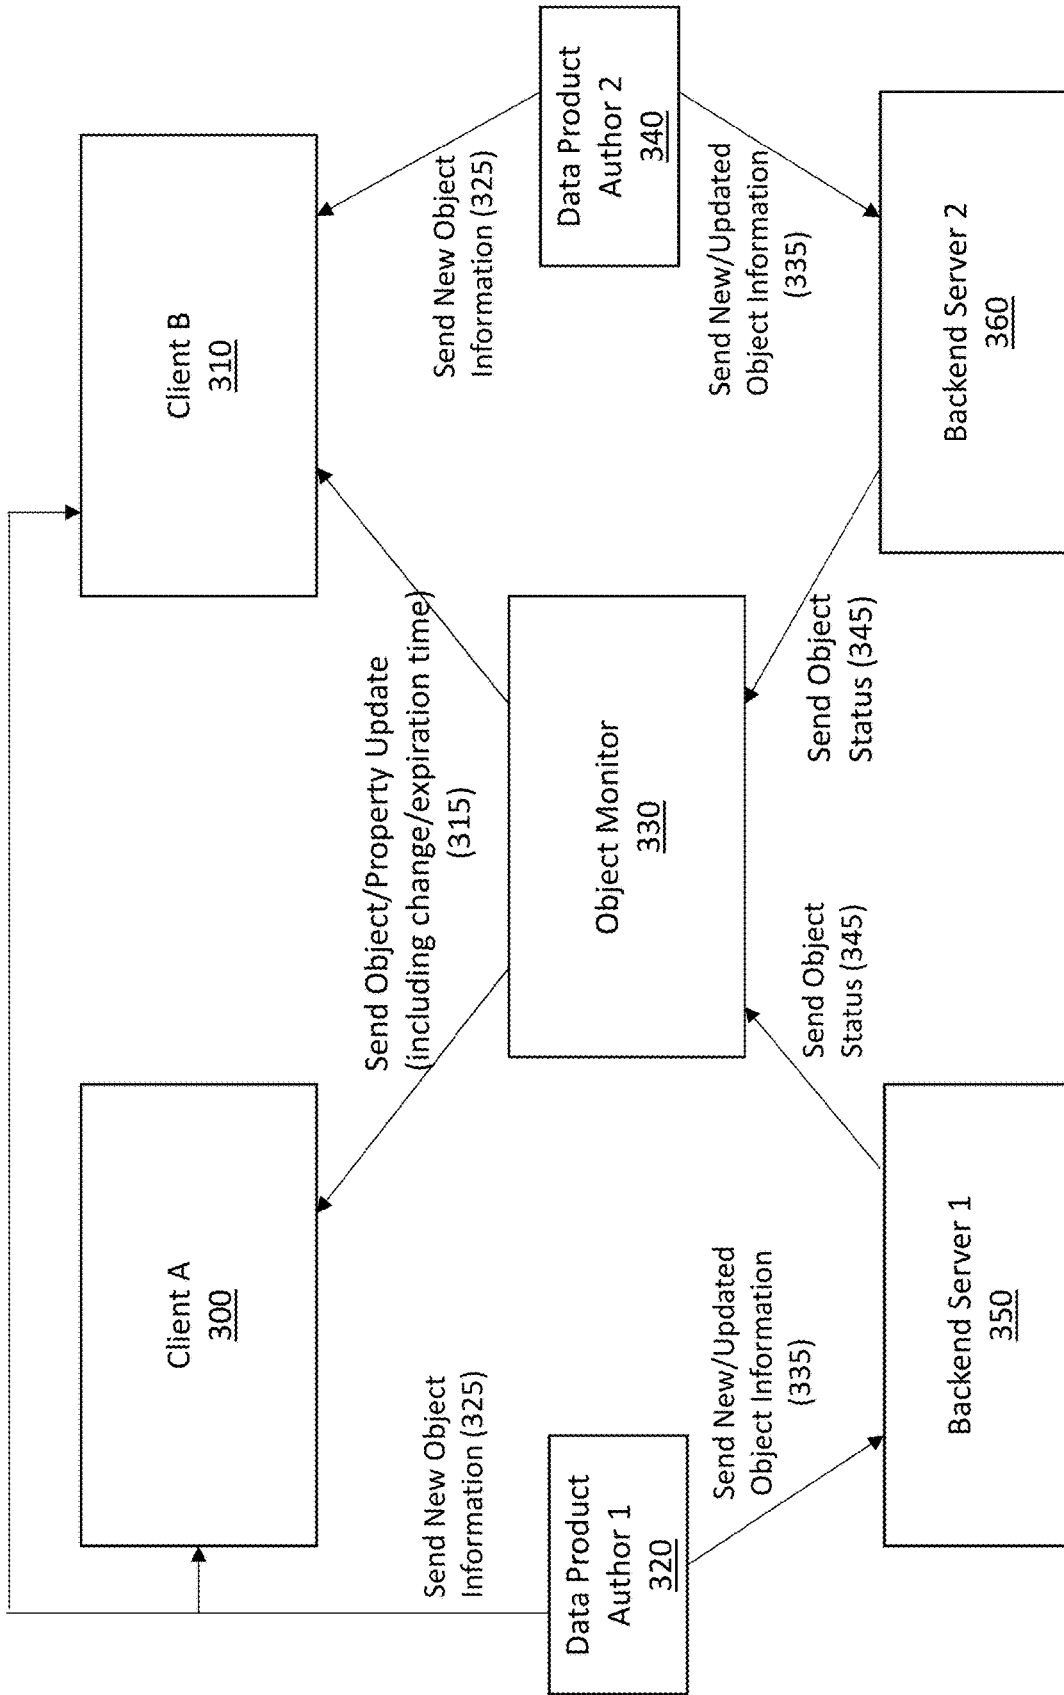 Client A
300
Client B
310
Send Object/Property Update
(including change/expiration time)
(315)
Send New Object
Information (325)
Send New Object
Information (325)
Data Product
Author 1
320
Object Monitor
330
Data Product
Author 2
340
Send New/Updated
Object Information
(335)
Send Object
Status (345)
Send Object
Status (345)
Send New/Updated
Object Information
(335)
Backend Server 1
350
Backend Server 2
360